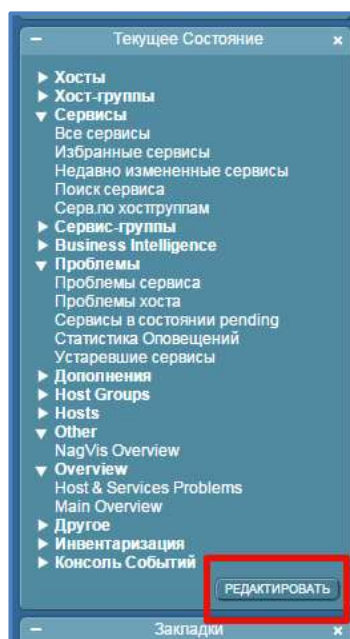 Текущее Состояние
Хосты
Хост-группы
Сервисы
Все сервисы
Избранные сервисы
Недавно измененные сервисы
Поиск сервиса
Серв.по хостгруппам
Сервис-группы
Business Intelligence
Проблемы
Проблемы сервиса
Проблемы хоста
Сервисы в состоянии pending
Статистика Оповещений
Устаревшие сервисы
Дополнения
Host Groups
Hosts
Other
NagVis Overview
Overview
Host & Services Problems
Main Overview
Другое
Инвентаризация
Консоль Событий
РЕДАКТИРОВАТЬ
Закладки